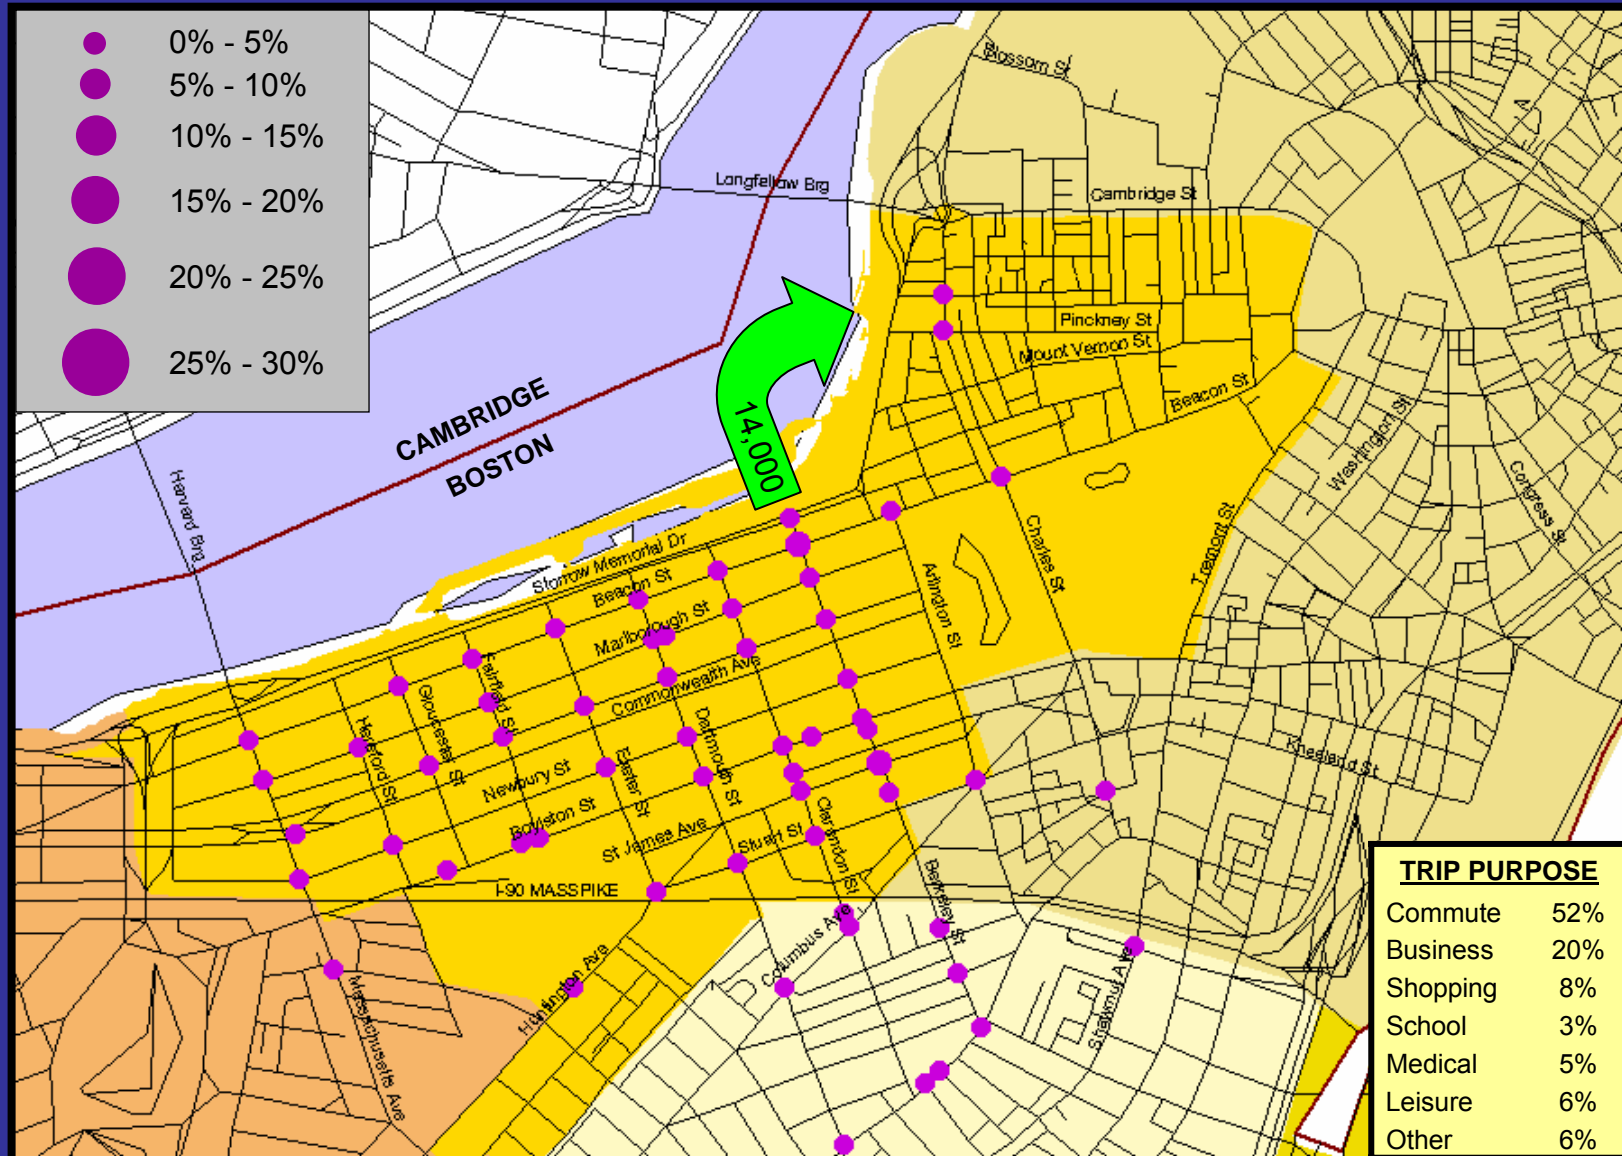 0% - 5%
5% - 10%
10% - 15%
15% - 20%
20% - 25%
25% - 30%
Blossom St
Longfellow Brg
Cambridge St
Pinckney St
Mount Vernon St
Beacon St
CAMBRIDGE
BOSTON
14,000
Washington St
Congress St
Harvard Brg
Charles St
Tremont St
Storrow Memorial Dr
Beacon St
Arlington St
Marlborough St
Commonwealth Ave
Fairfield St
Gloucester St
Hereford St
Dartmouth St
Exeter St
Newbury St
Boylston St
St James Ave
Stuart St
Clarendon St
Kneeland St
I-90 MASSPIKE
Berkeley St
Columbus Ave
Huntington Ave
Shawmut Ave
Massachusetts Ave
TRIP PURPOSE
Commute 52%
Business 20%
Shopping 8%
School 3%
Medical 5%
Leisure 6%
Other 6%